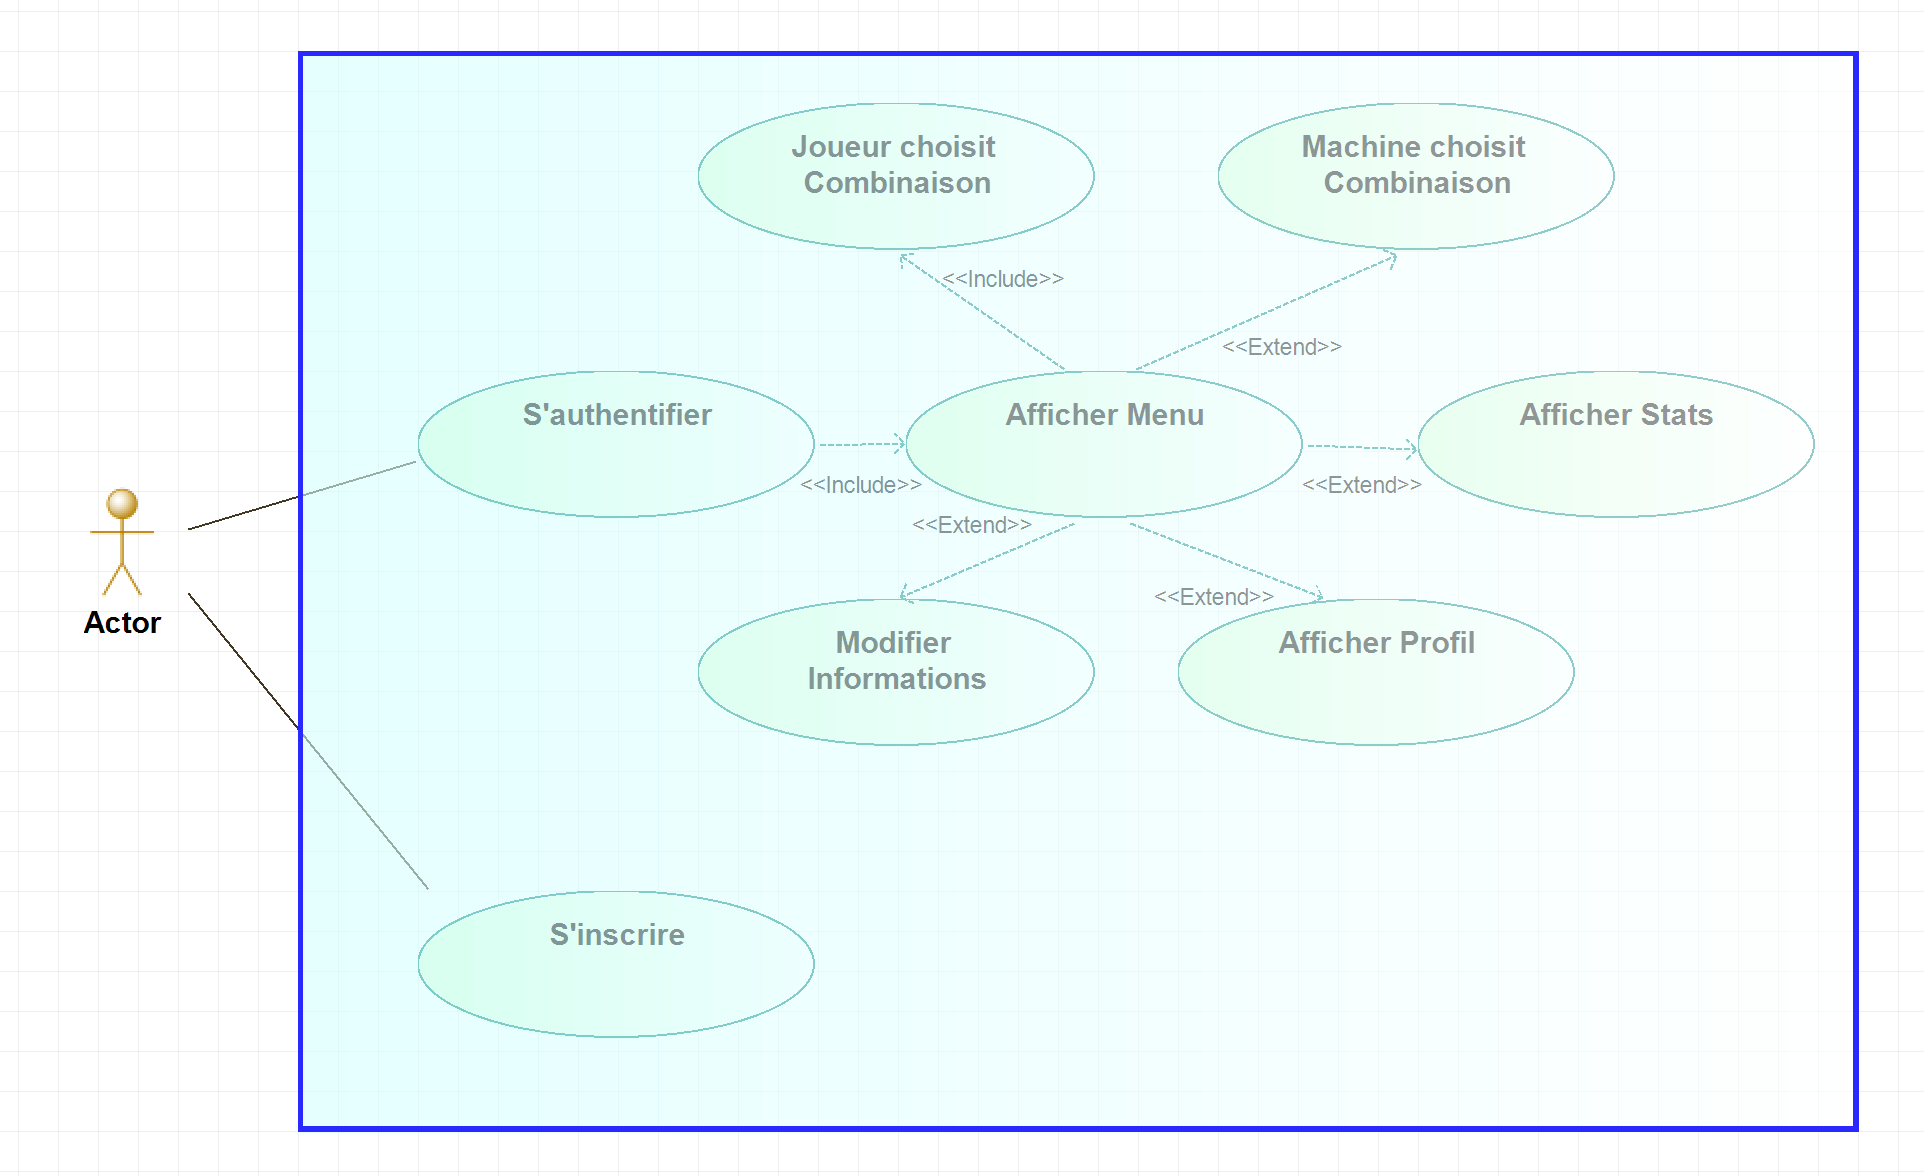 Joueur choisit
Combinaison
Machine choisit
Combinaison
<<Include>>
<<Extend>>
S'authentifier
Afficher Menu
Afficher Stats
<<Include>>
<<Extend>>
<<Extend>>
<<Extend>>
Actor
Modifier
Informations
Afficher Profil
S'inscrire